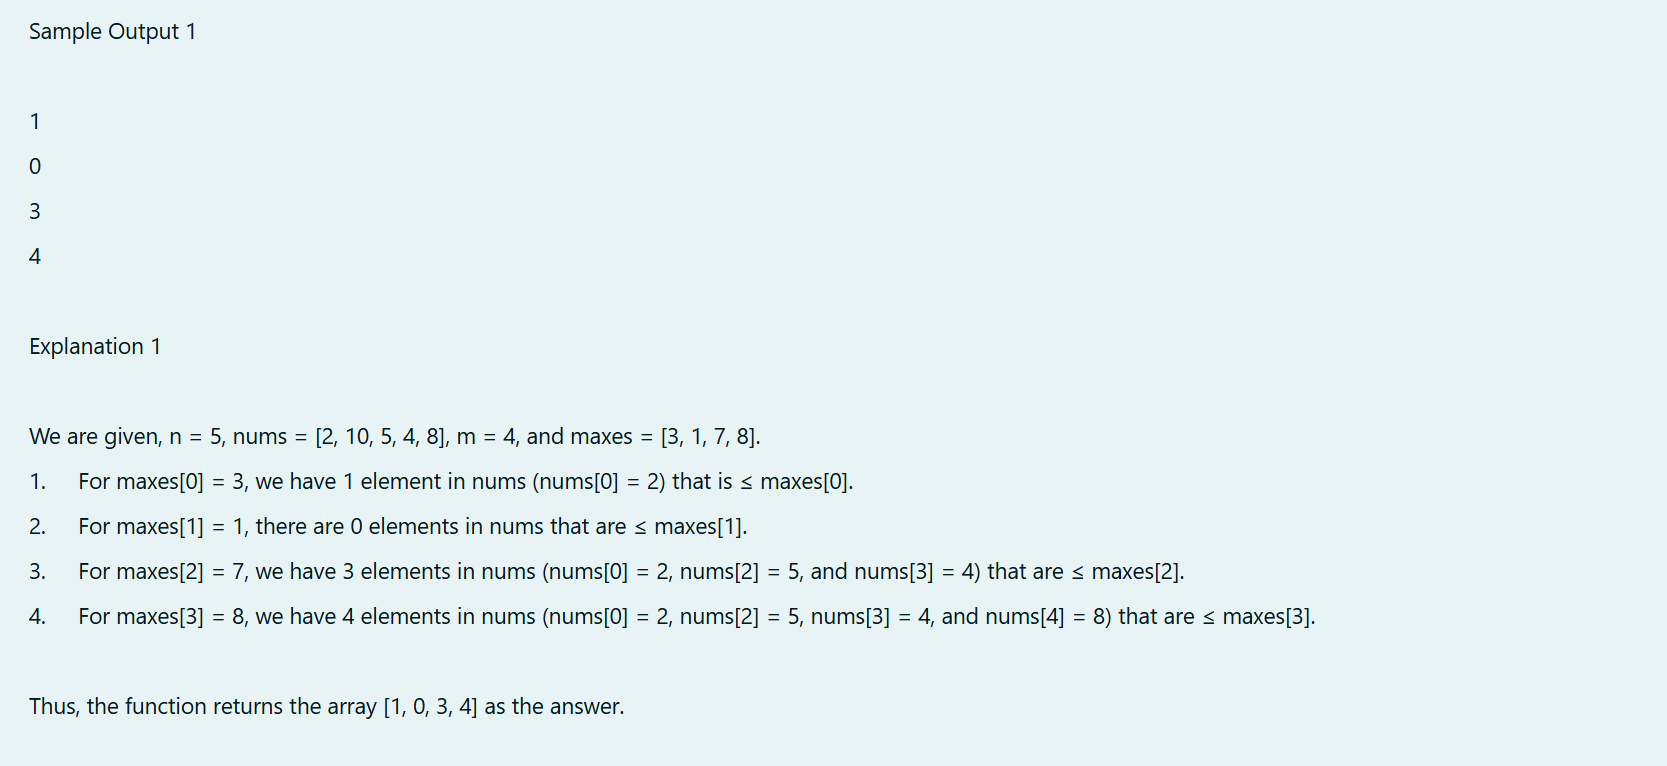 Sample Output 1
1
0
3
4
Explanation 1
We are given, n = 5, nums = [2, 10, 5, 4, 8], m = 4, and maxes = [3, 1, 7, 8].
1. For maxes[0] = 3, we have 1 element in nums (nums[0] = 2) that is ≤ maxes[0].
2. For maxes[1] = 1, there are 0 elements in nums that are ≤ maxes[1].
3. For maxes[2] = 7, we have 3 elements in nums (nums[0] = 2, nums[2] = 5, and nums[3] = 4) that are ≤ maxes[2].
4. For maxes[3] = 8, we have 4 elements in nums (nums[0] = 2, nums[2] = 5, nums[3] = 4, and nums[4] = 8) that are ≤ maxes[3].
Thus, the function returns the array [1, 0, 3, 4] as the answer.